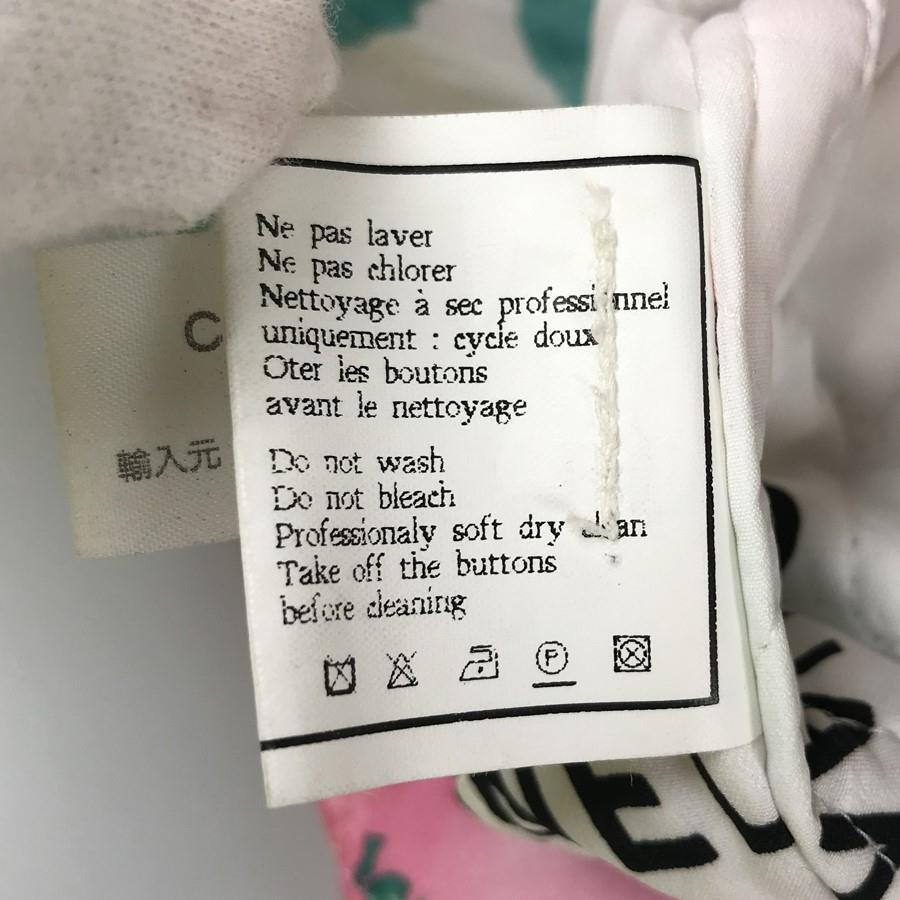 Ne pas laver
Ne pas chlorer
Nettoyage à sec professionnel
uniquement : cycle doux
Oter les boutons
avant le nettoyage
Do not wash
Do not bleach
Professionaly soft dry clean
Take off the buttons
before cleaning
P
C
輸入元